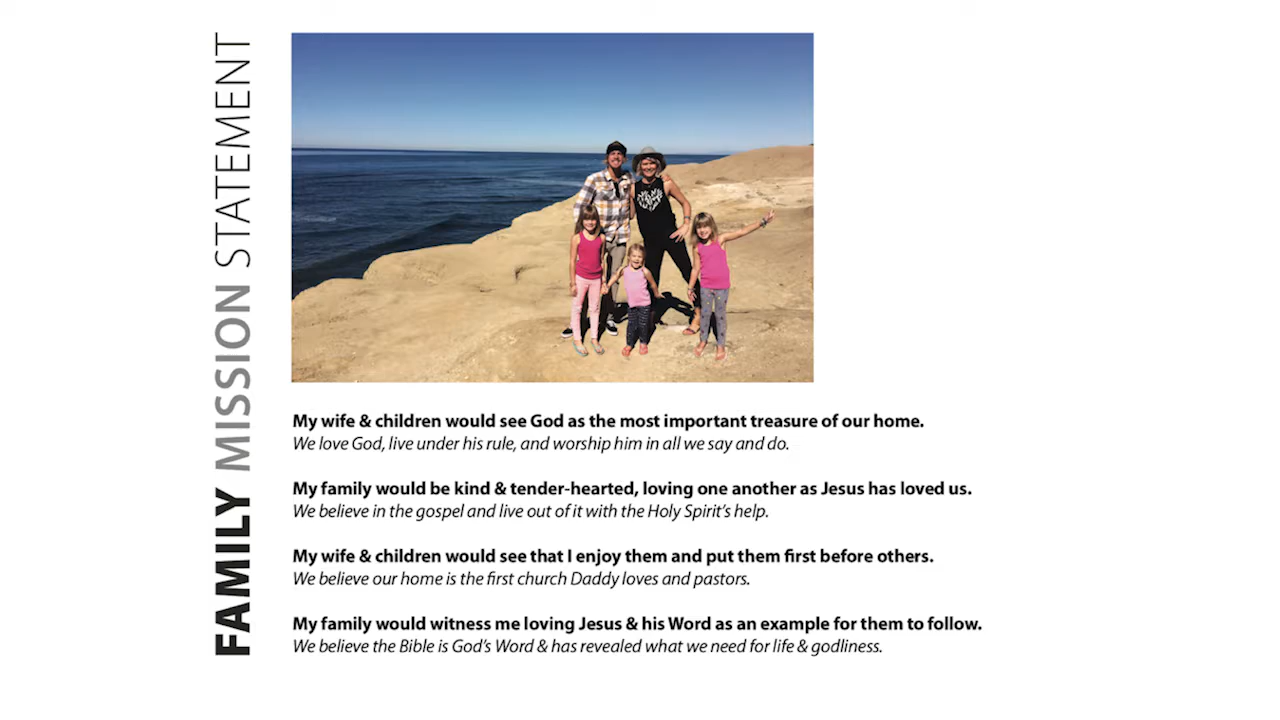 FAMILY MISSION STATEMENT
My wife & children would see God as the most important treasure of our home.
We love God, live under his rule, and worship him in all we say and do.
My family would be kind & tender-hearted, loving one another as Jesus has loved us.
We believe in the gospel and live out of it with the Holy Spirit's help.
My wife & children would see that I enjoy them and put them first before others.
We believe our home is the first church Daddy loves and pastors.
My family would witness me loving Jesus & his Word as an example for them to follow.
We believe the Bible is God's Word & has revealed what we need for life & godliness.